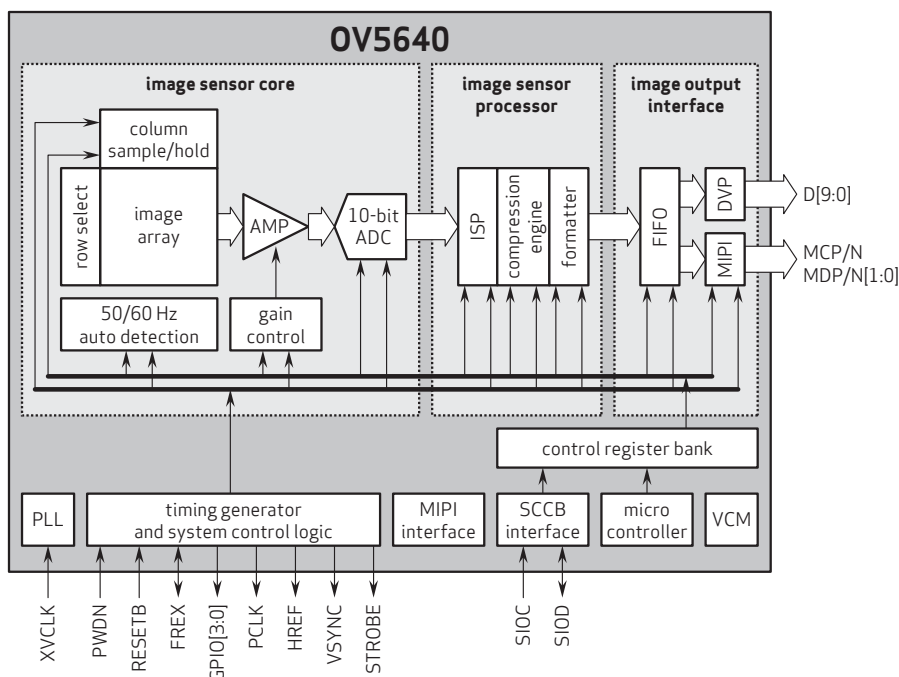 OV5640
image sensor core
image sensor
processor
image output
interface
column
sample/hold
row select
image
array
AMP
10-bit
ADC
ISP
compression
engine
formatter
FIFO
DVP
MIPI
D[9:0]
MCP/N
MDP/N[1:0]
50/60 Hz
auto detection
gain
control
control register bank
PLL
timing generator
and system control logic
MIPI
interface
SCCB
interface
micro
controller
VCM
XVCLK
PWDN
RESETB
FREX
GPIO[3:0]
PCLK
HREF
VSYNC
STROBE
SIOC
SIOD